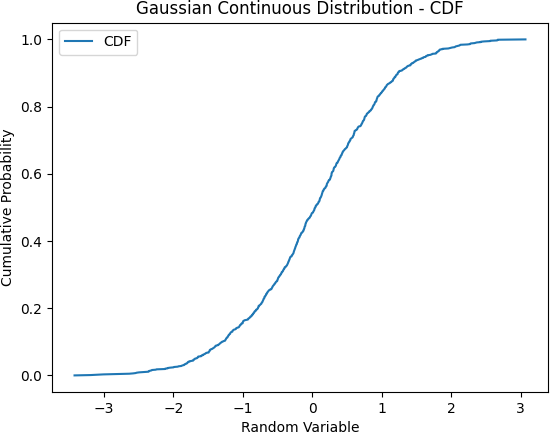 Gaussian Continuous Distribution - CDF
CDF
Cumulative Probability
1.0
0.8
0.6
0.4
0.2
0.0
−3 −2 −1 0 1 2 3
Random Variable